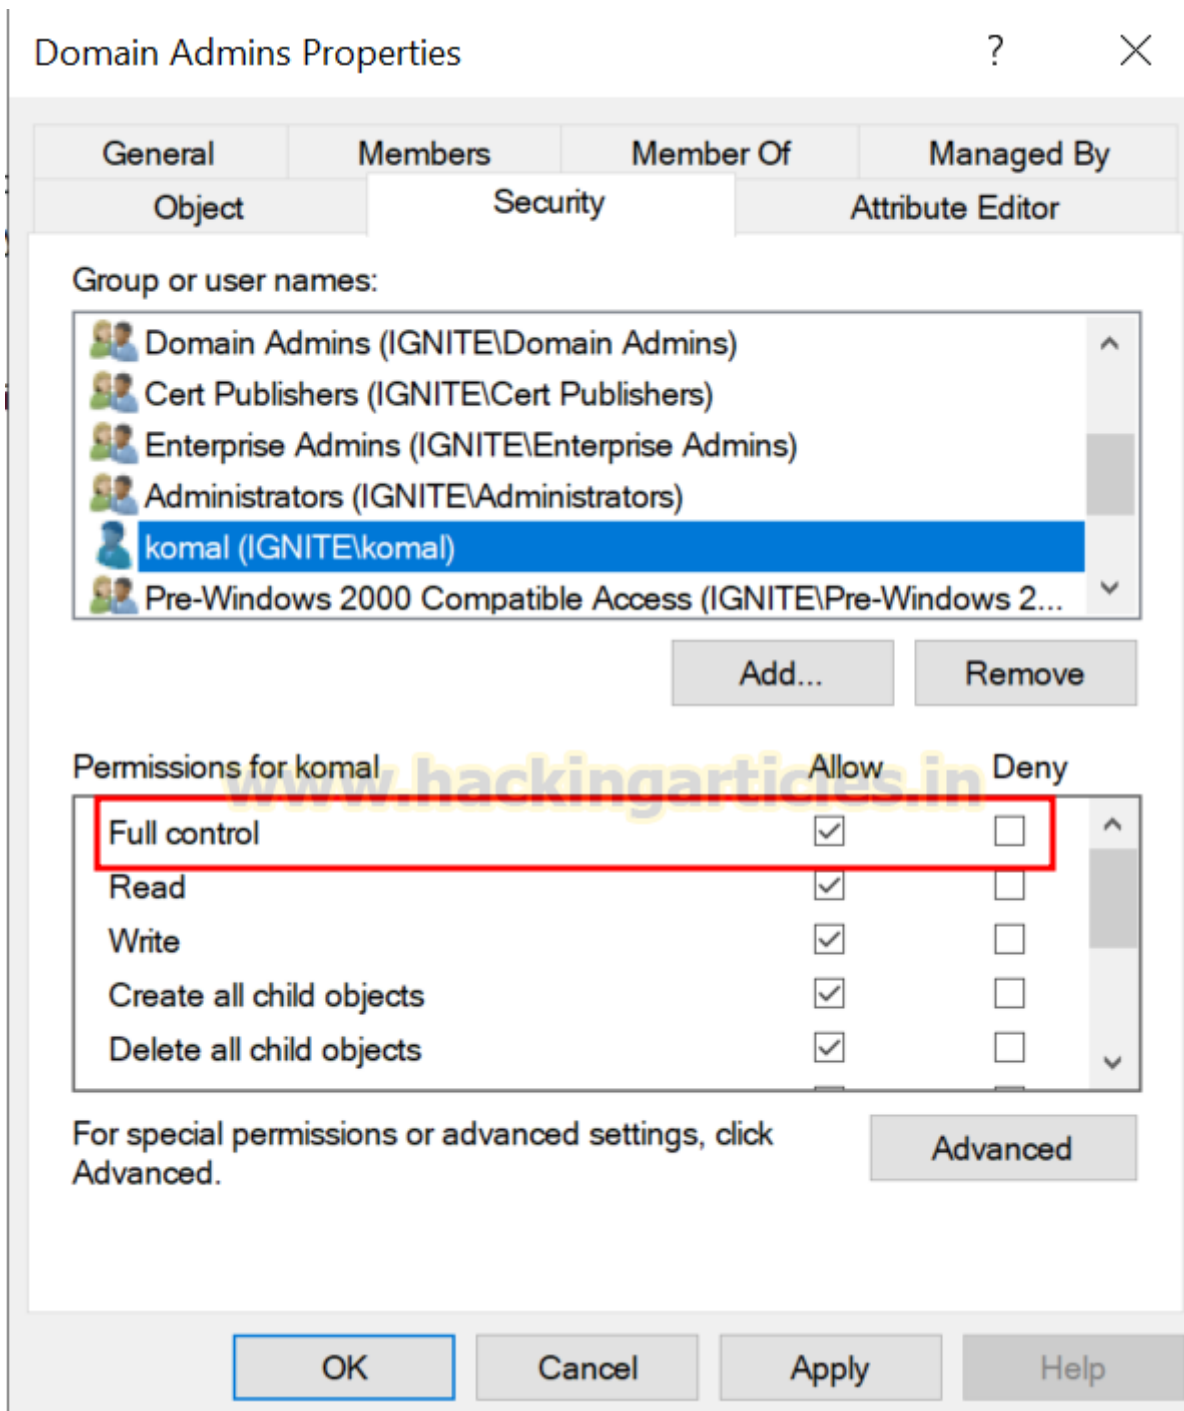 Domain Admins Properties ?
General Members Member Of Managed By
Object Security Attribute Editor
Group or user names:
Domain Admins (IGNITE\Domain Admins)
Cert Publishers (IGNITE\Cert Publishers)
Enterprise Admins (IGNITE\Enterprise Admins)
Administrators (IGNITE\Administrators)
komal (IGNITE\komal)
Pre-Windows 2000 Compatible Access (IGNITE\Pre-Windows 2...
Add... Remove
Permissions for komal Allow Deny
www.hackingarticles.in
Full control
Read
Write
Create all child objects
Delete all child objects
For special permissions or advanced settings, click
Advanced.
Advanced
OK Cancel Apply Help